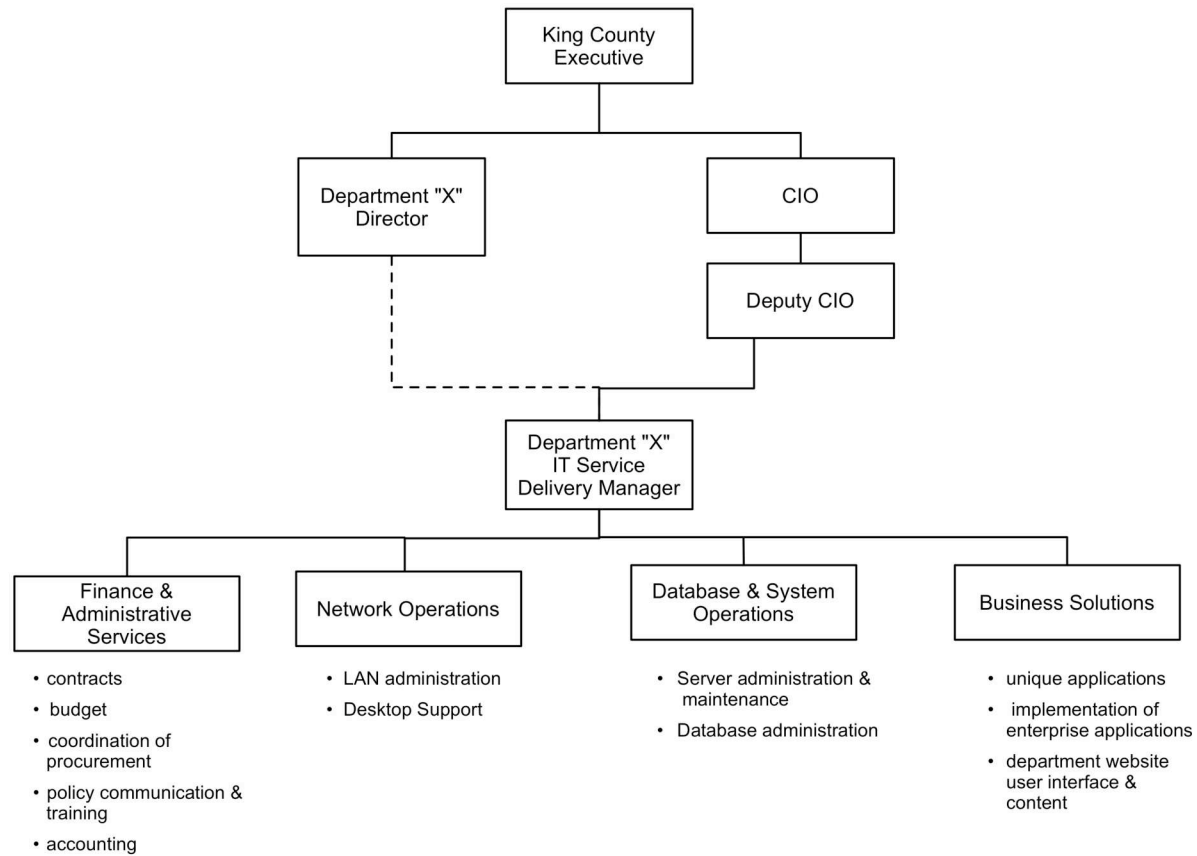 King County
Executive
Department "X"
Director
CIO
Deputy CIO
Department "X"
IT Service
Delivery Manager
Finance &
Administrative
Services
Network Operations
Database & System
Operations
Business Solutions
• contracts
• budget
• coordination of
procurement
• policy communication &
training
• accounting
• LAN administration
• Desktop Support
• Server administration &
maintenance
• Database administration
• unique applications
• implementation of
enterprise applications
• department website
user interface &
content